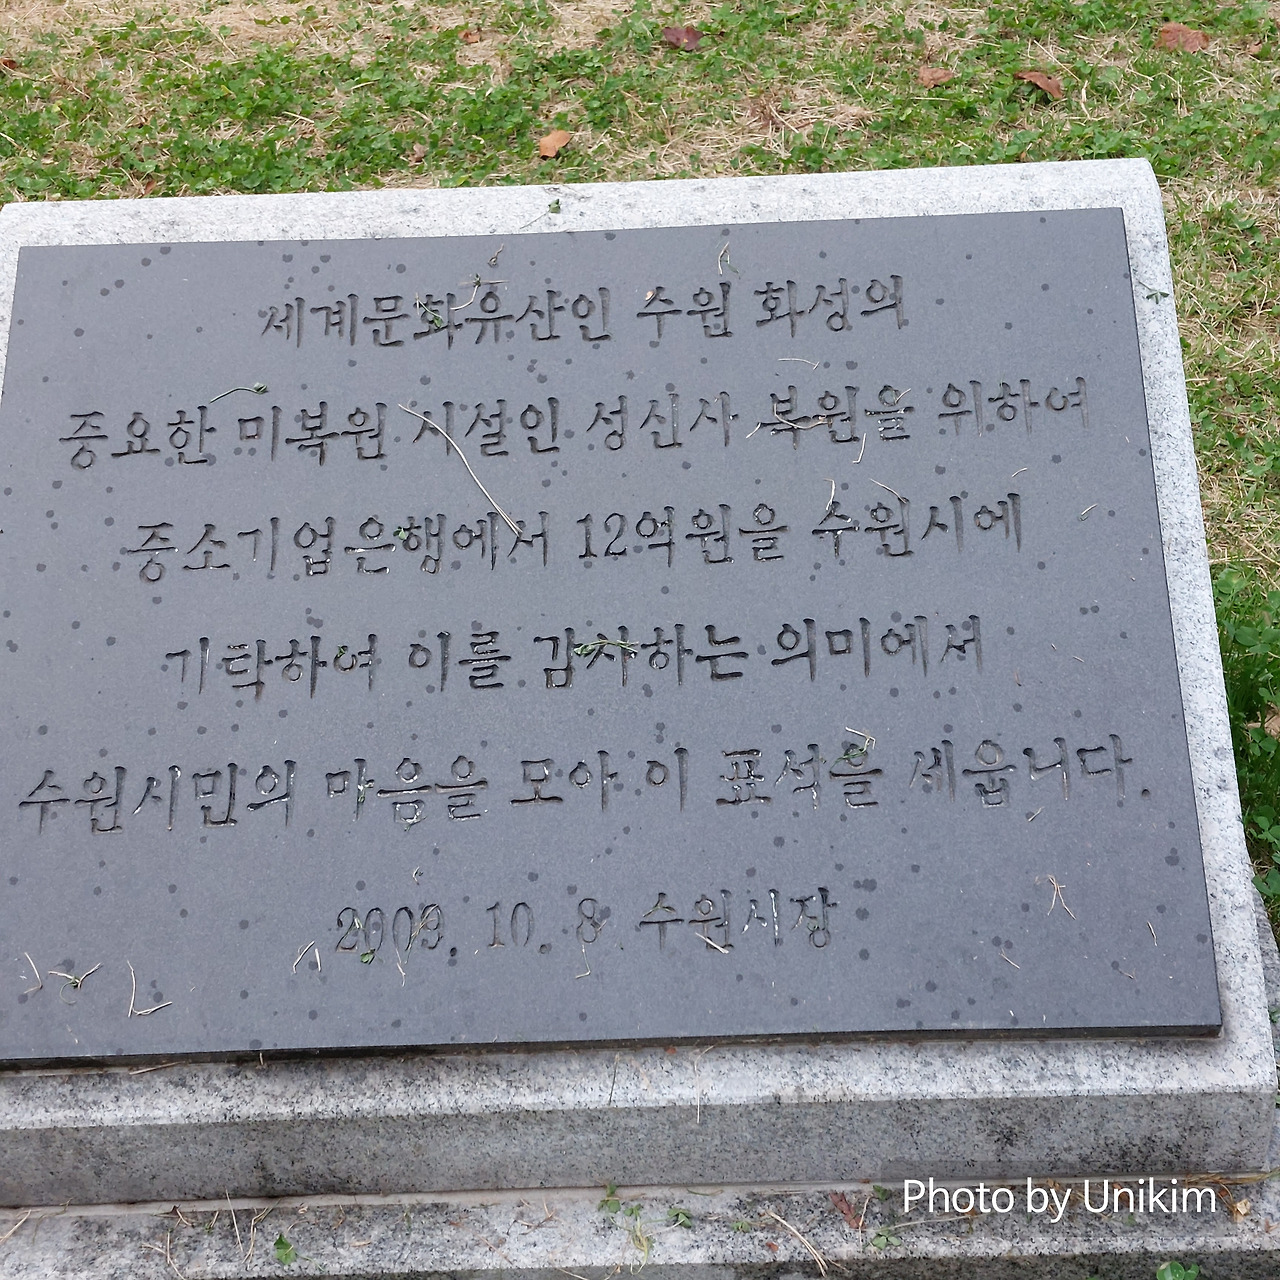 세계문화유산인 수원 화성의
중요한 미복원 시설인 성신사 복원을 위하여
중소기업은행에서 12억원을 수원시에
기탁하여 이를 감사하는 의미에서
수원시민의 마음을 모아 이 표석을 세웁니다.
2009. 10. 8. 수원시장
Photo by Unikim